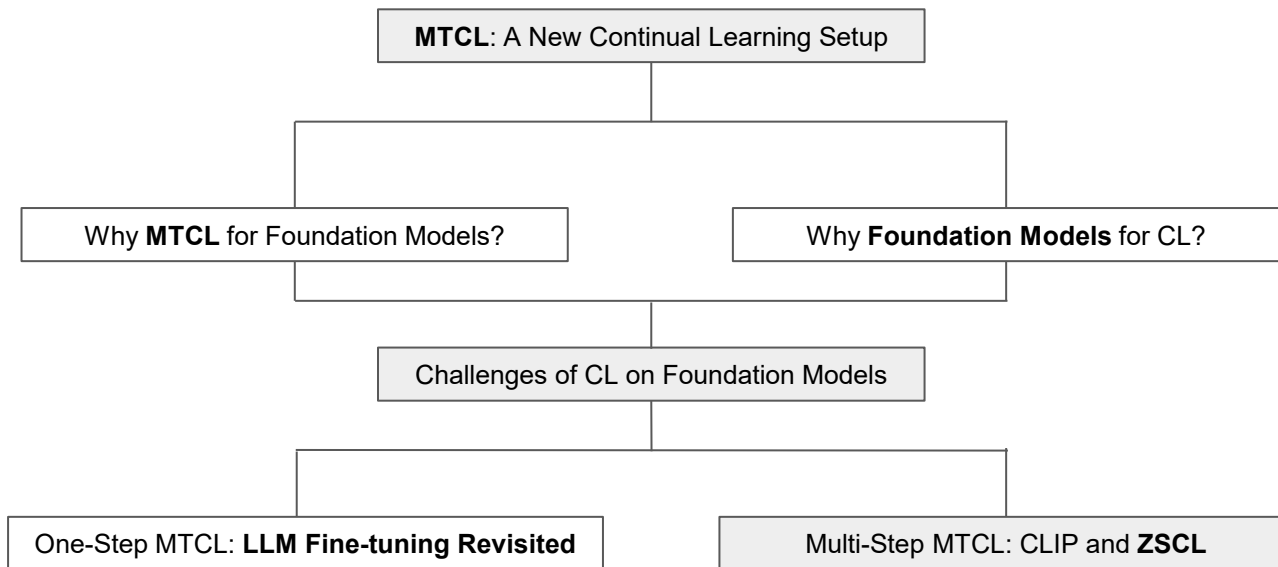 MTCL: A New Continual Learning Setup
Why MTCL for Foundation Models?
Why Foundation Models for CL?
Challenges of CL on Foundation Models
One-Step MTCL: LLM Fine-tuning Revisited
Multi-Step MTCL: CLIP and ZSCL